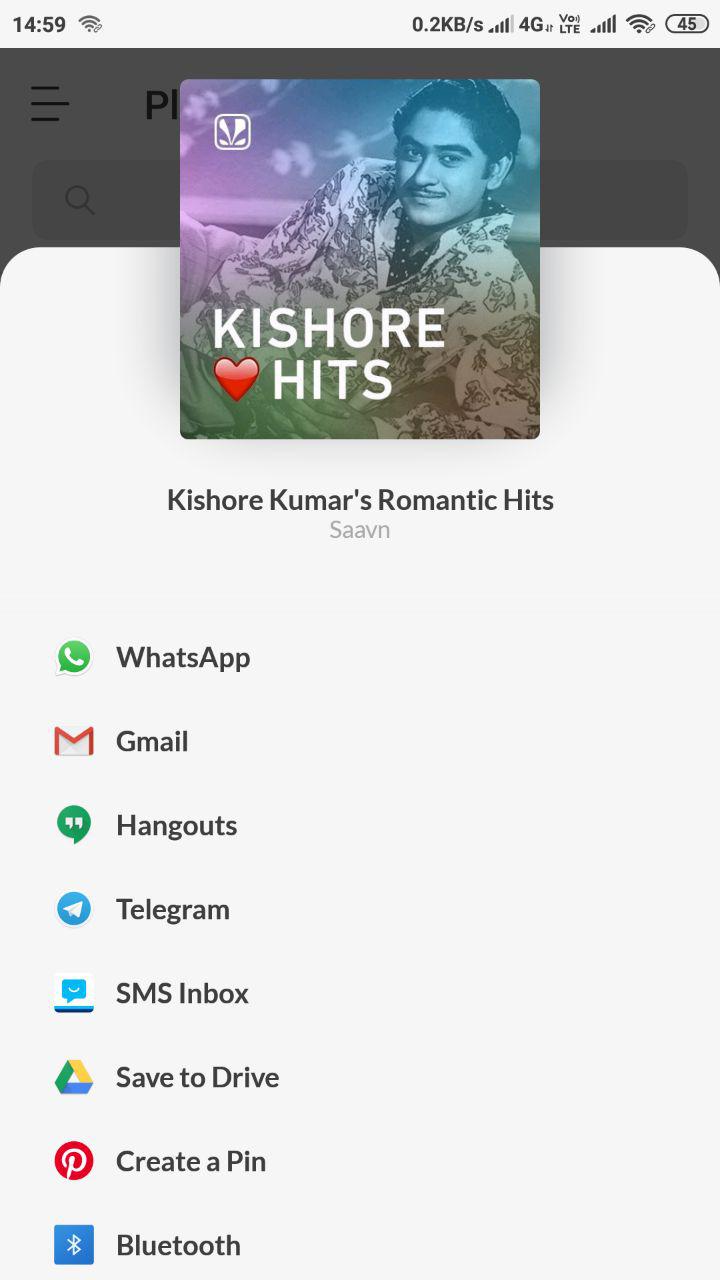 14:59
0.2KB/s 4G Vo) LTE 45
Pl
KISHORE
❤️ HITS
Kishore Kumar's Romantic Hits
Saavn
WhatsApp
Gmail
Hangouts
Telegram
SMS Inbox
Save to Drive
Create a Pin
Bluetooth